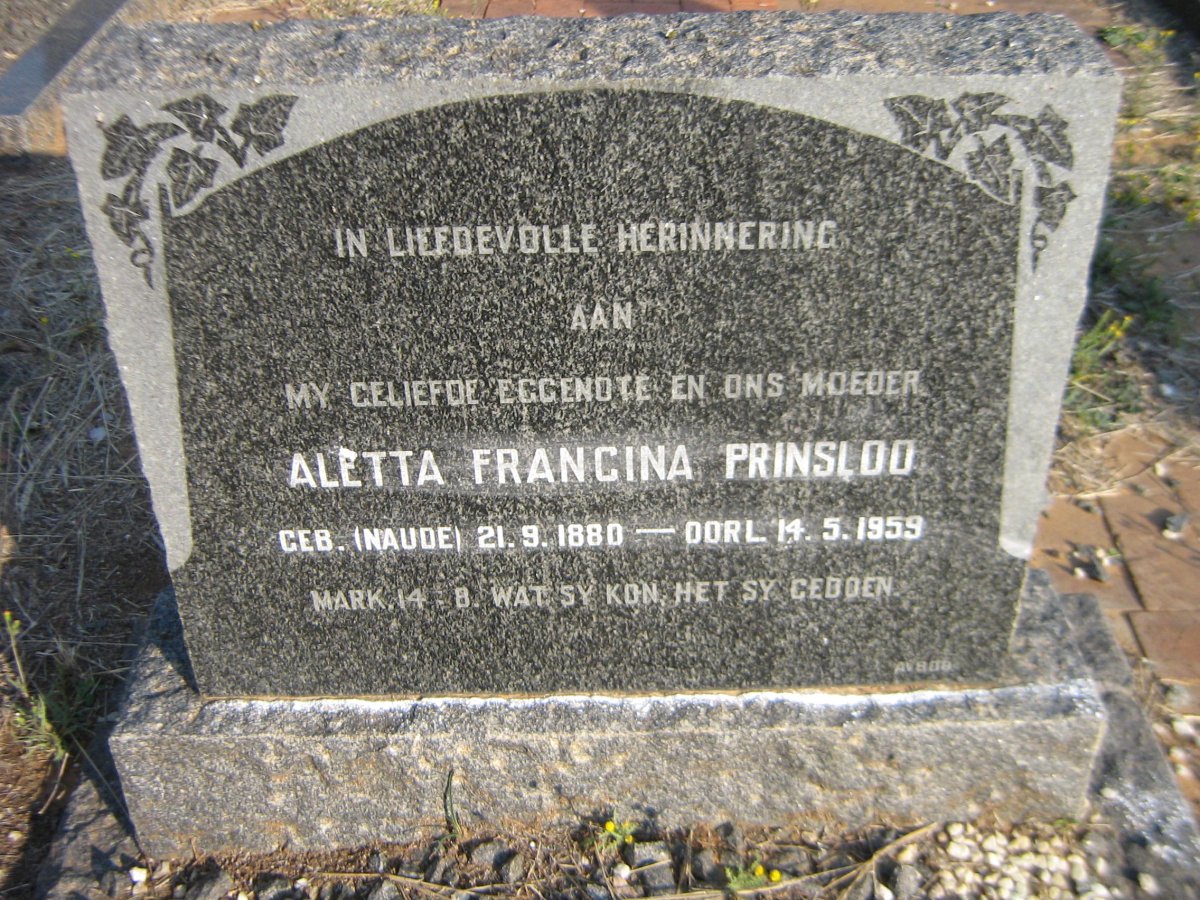 IN LIEFDEVOLLE HERINNERING
AAN
MY GELIEFDE EGGENOTE EN ONS MOEDER
ALETTA FRANCINA PRINSLOO
GEB. (NAUDE) 21.9.1880 — OORL. 14.5.1959
MARK. 14-8. WAT SY KON, HET SY GEDOEN.
AVBOB